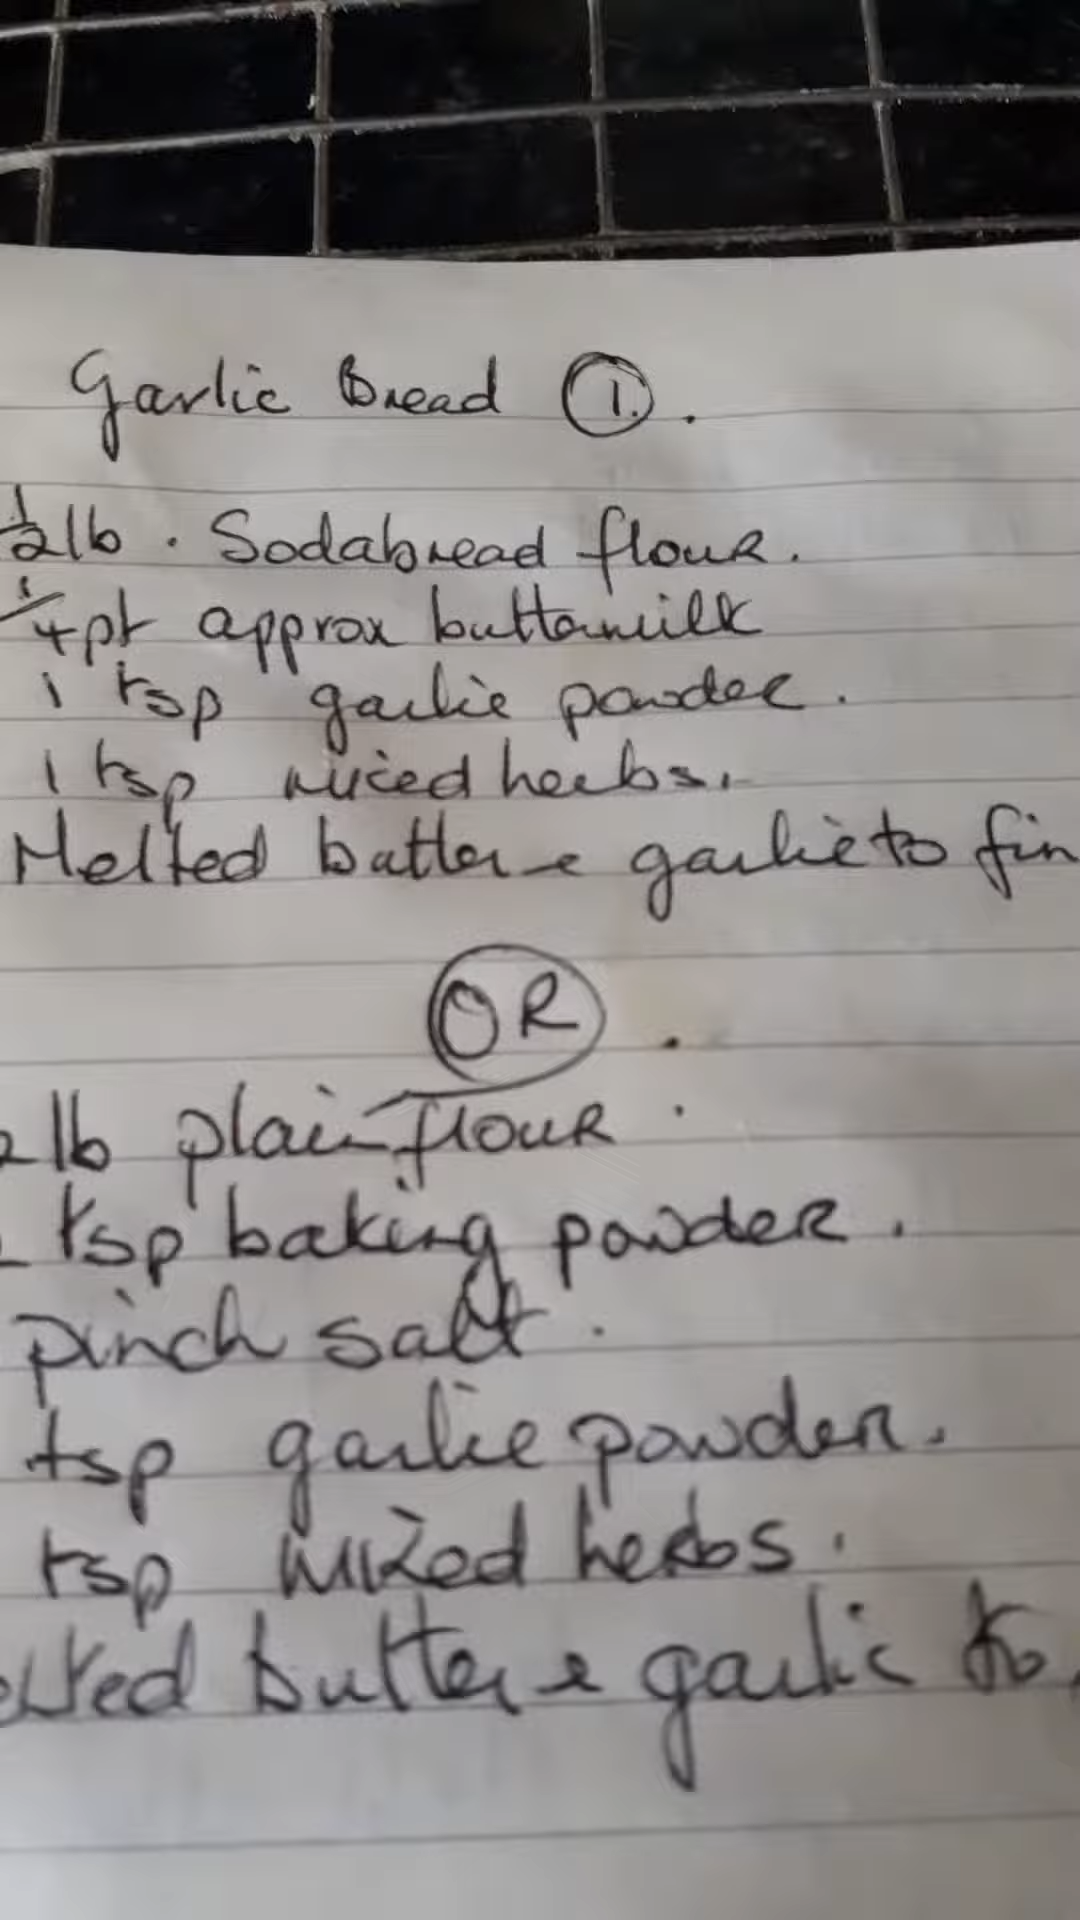 Garlic Bread ①.
½lb. Sodabread flour.
¼pt approx buttermilk
1 tsp garlic powder.
1 tsp mixed herbs.
Melted butter & garlic to fin
OR.
2lb plain flour.
tsp baking powder.
pinch salt.
tsp garlic powder.
tsp mixed herbs.
elted butter & garlic to